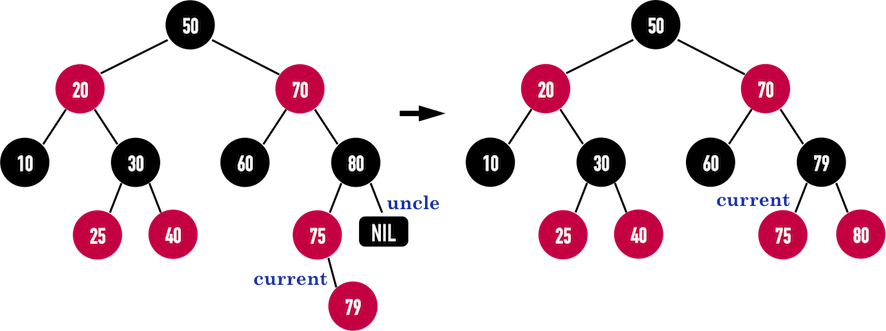 50 50
20 70 20 70
10 30 60 80 10 30 60 79
uncle current
25 40 75 NIL 25 40 75 80
current
79